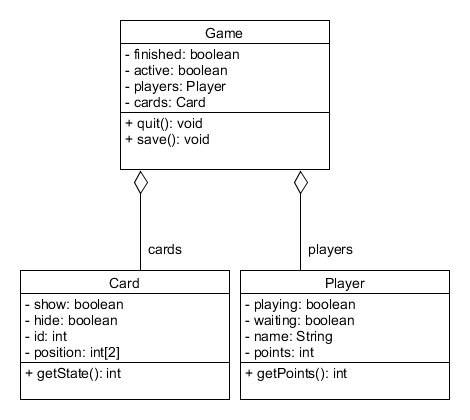 Game
- finished: boolean
- active: boolean
- players: Player
- cards: Card
+ quit(): void
+ save(): void
cards
players
Card
- show: boolean
- hide: boolean
- id: int
- position: int[2]
+ getState(): int
Player
- playing: boolean
- waiting: boolean
- name: String
- points: int
+ getPoints(): int